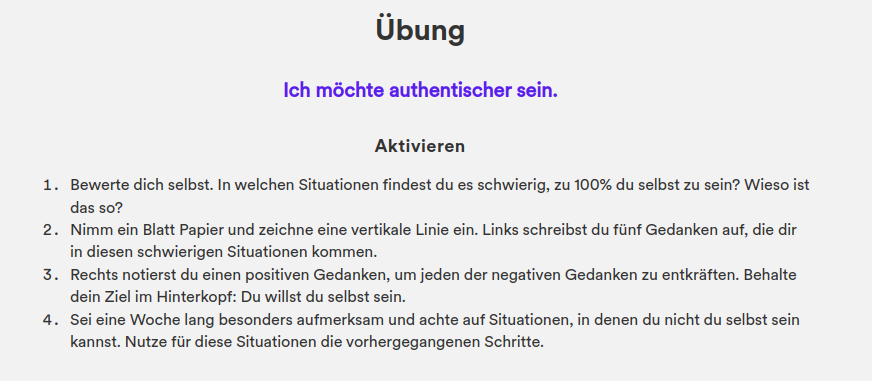 Übung
Ich möchte authentischer sein.
Aktivieren
1. Bewerte dich selbst. In welchen Situationen findest du es schwierig, zu 100% du selbst zu sein? Wieso ist
das so?
2. Nimm ein Blatt Papier und zeichne eine vertikale Linie ein. Links schreibst du fünf Gedanken auf, die dir
in diesen schwierigen Situationen kommen.
3. Rechts notierst du einen positiven Gedanken, um jeden der negativen Gedanken zu entkräften. Behalte
dein Ziel im Hinterkopf: Du willst du selbst sein.
4. Sei eine Woche lang besonders aufmerksam und achte auf Situationen, in denen du nicht du selbst sein
kannst. Nutze für diese Situationen die vorhergegangenen Schritte.